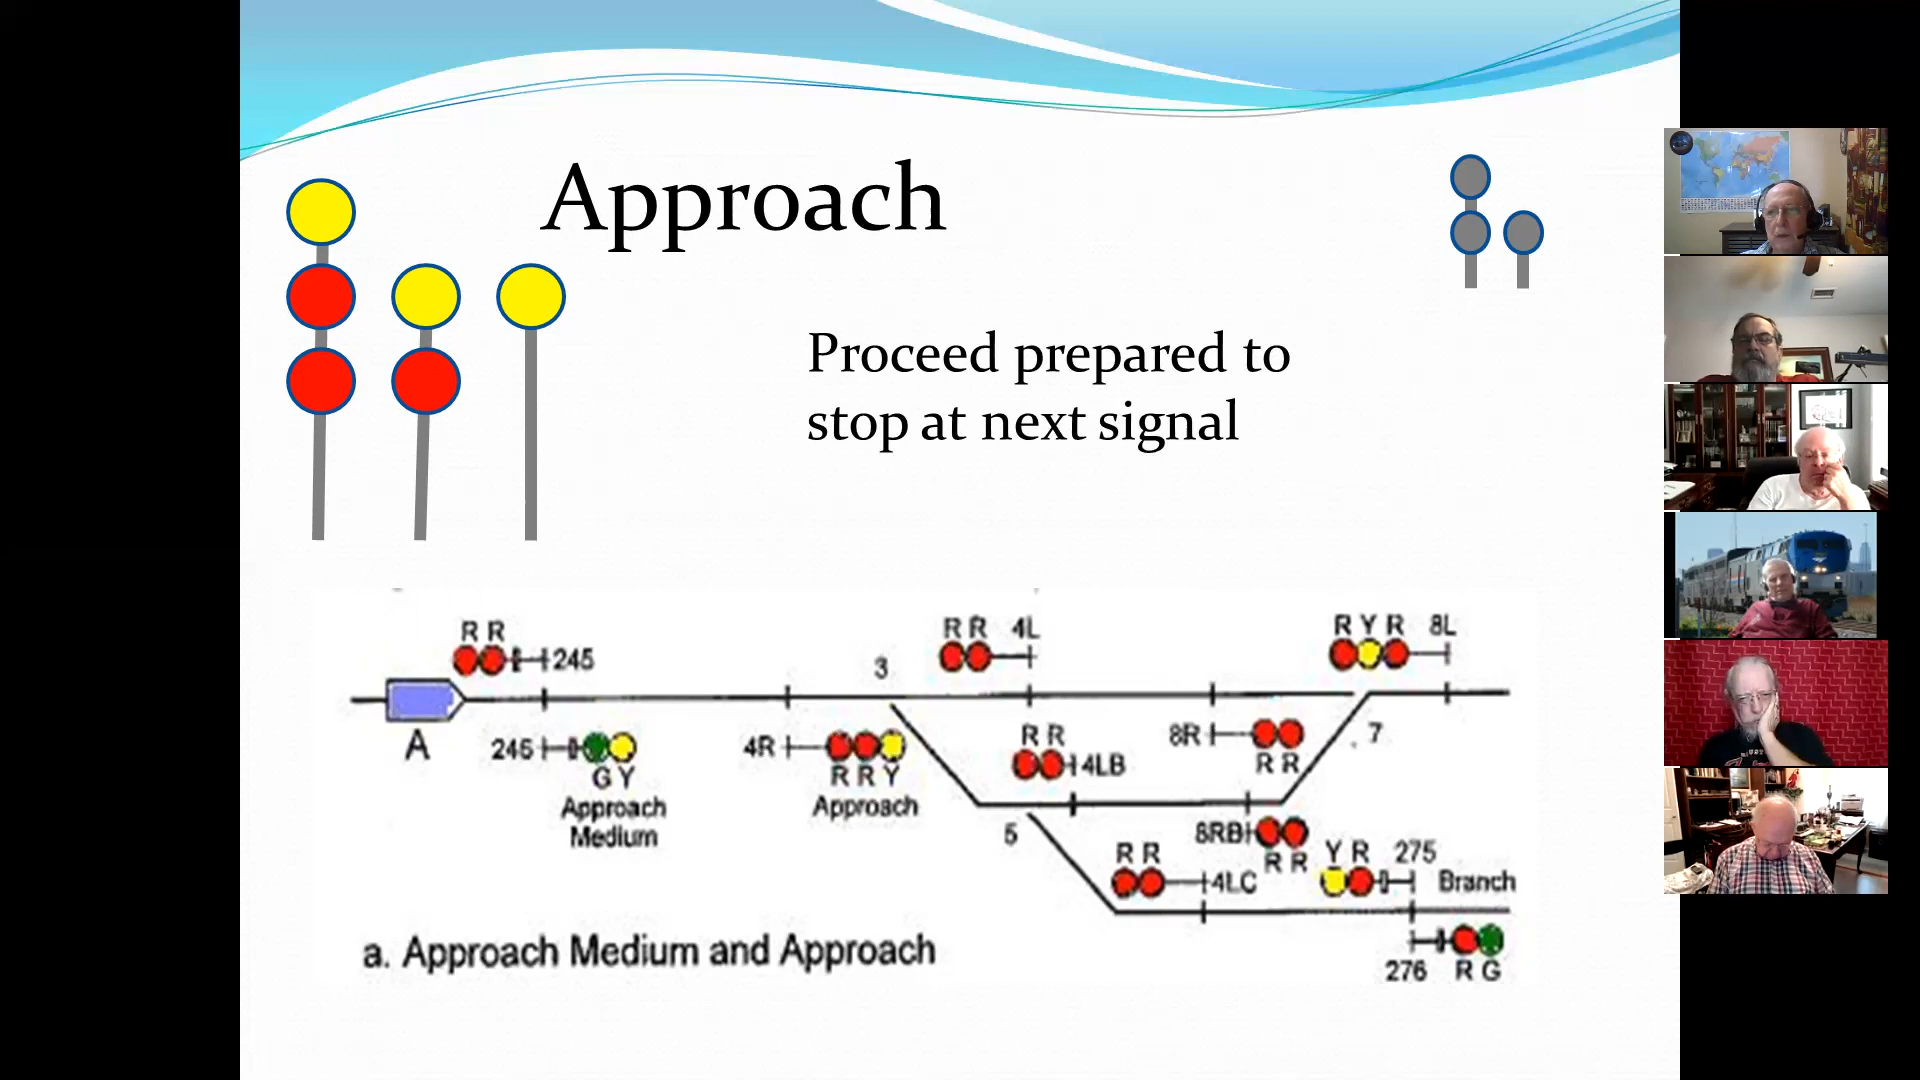 Approach
Proceed prepared to
stop at next signal
R R
245
R R 4L
R Y R 8L
3
A
246
G Y
Approach
Medium
4R
R R Y
Approach
R R
4LB
8R
R R
7
5
8RB
R R
R R
4LC
Y R 275
Branch
276 R G
a. Approach Medium and Approach